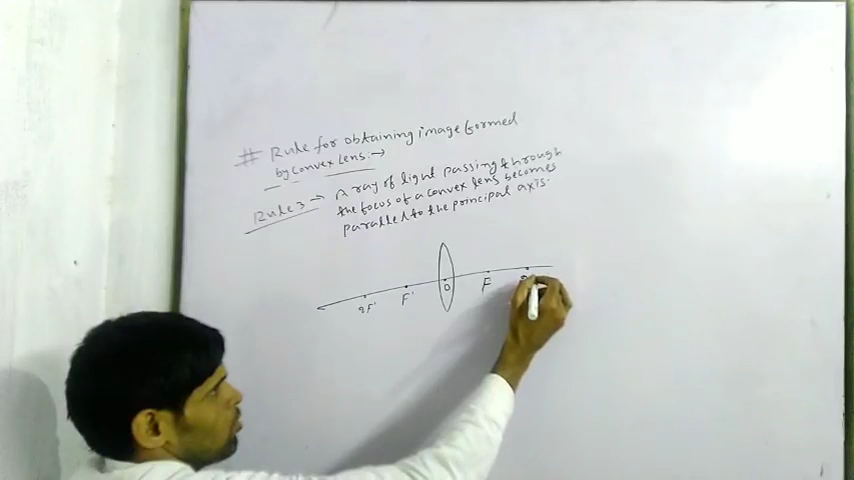 # Rule for obtaining image formed
by convex lens. →
Rule 3 → A ray of light passing through
the focus of a convex lens becomes
parallel to the principal axis.
2F' F' O F 2